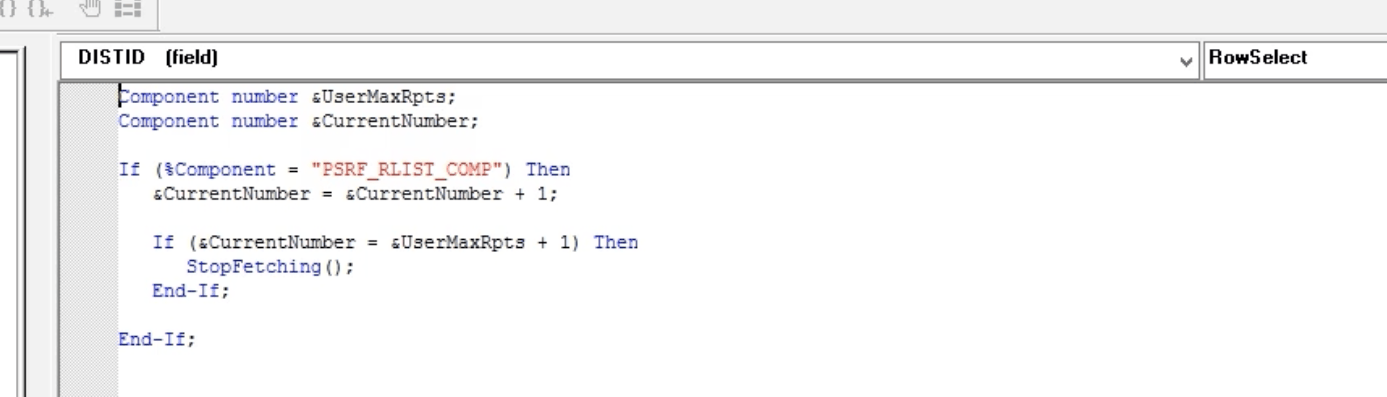 DISTID (field)
RowSelect
Component number &UserMaxRpts;
Component number &CurrentNumber;
If (%Component = "PSRF_RLIST_COMP") Then
&CurrentNumber = &CurrentNumber + 1;
If (&CurrentNumber = &UserMaxRpts + 1) Then
StopFetching();
End-If;
End-If;